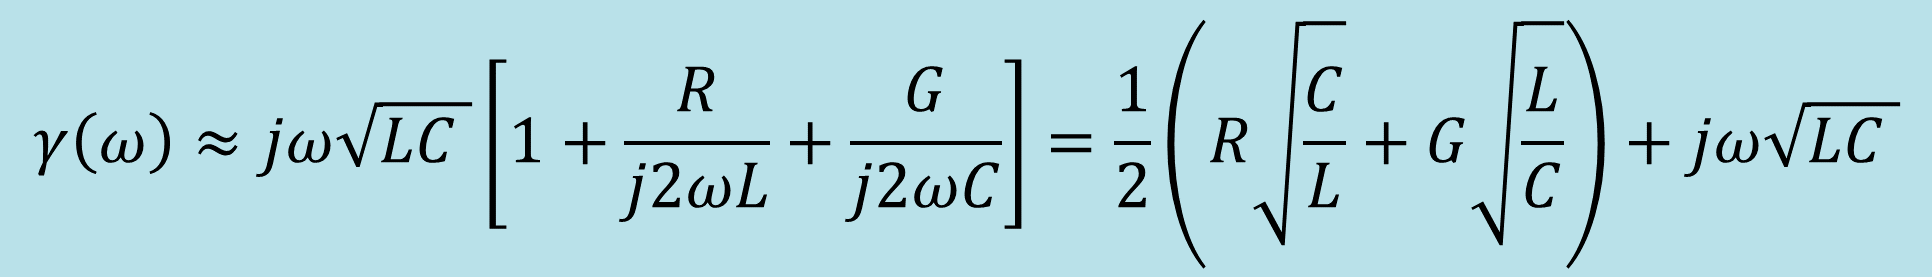 γ(ω) ≈ jω√(LC) [1 + R/(j2ωL) + G/(j2ωC)] = 1/2 (R√(C/L) + G√(L/C)) + jω√(LC)